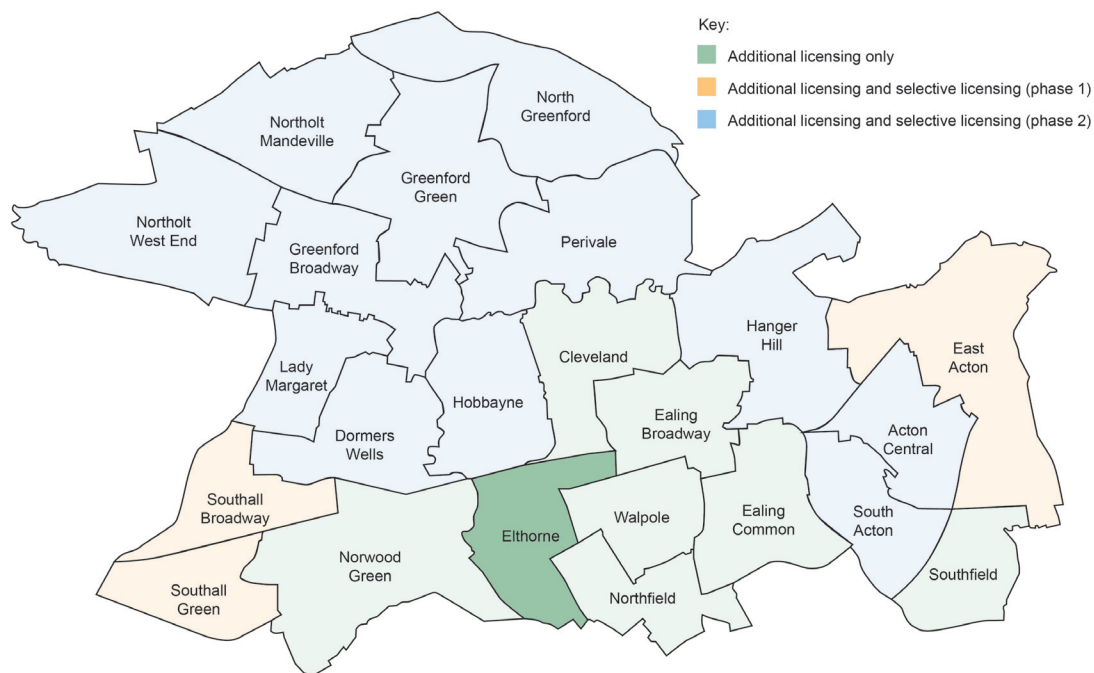 Key:
Additional licensing only
Additional licensing and selective licensing (phase 1)
Additional licensing and selective licensing (phase 2)
North
Greenford
Northolt
Mandeville
Greenford
Green
Northolt
West End
Greenford
Broadway
Perivale
Hanger
Hill
East
Acton
Cleveland
Lady
Margaret
Hobbayne
Ealing
Broadway
Dormers
Wells
Acton
Central
Southall
Broadway
Walpole
Ealing
Common
South
Acton
Elthorne
Norwood
Green
Southfield
Southall
Green
Northfield